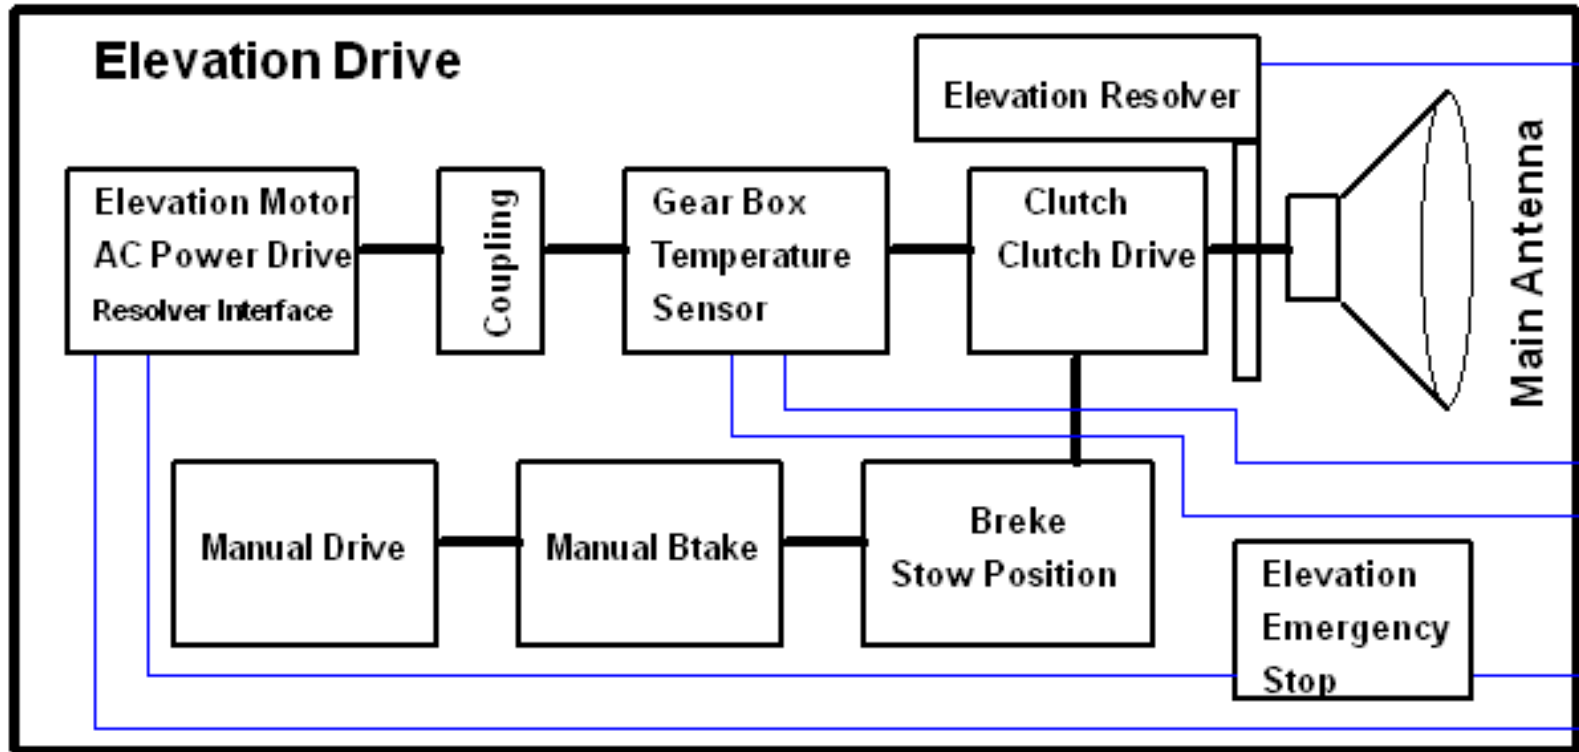 Elevation Drive
Elevation Resolver
Elevation Motor
AC Power Drive
Resolver Interface
Coupling
Gear Box
Temperature
Sensor
Clutch
Clutch Drive
Main Antenna
Manual Drive
Manual Btake
Breke
Stow Position
Elevation
Emergency
Stop